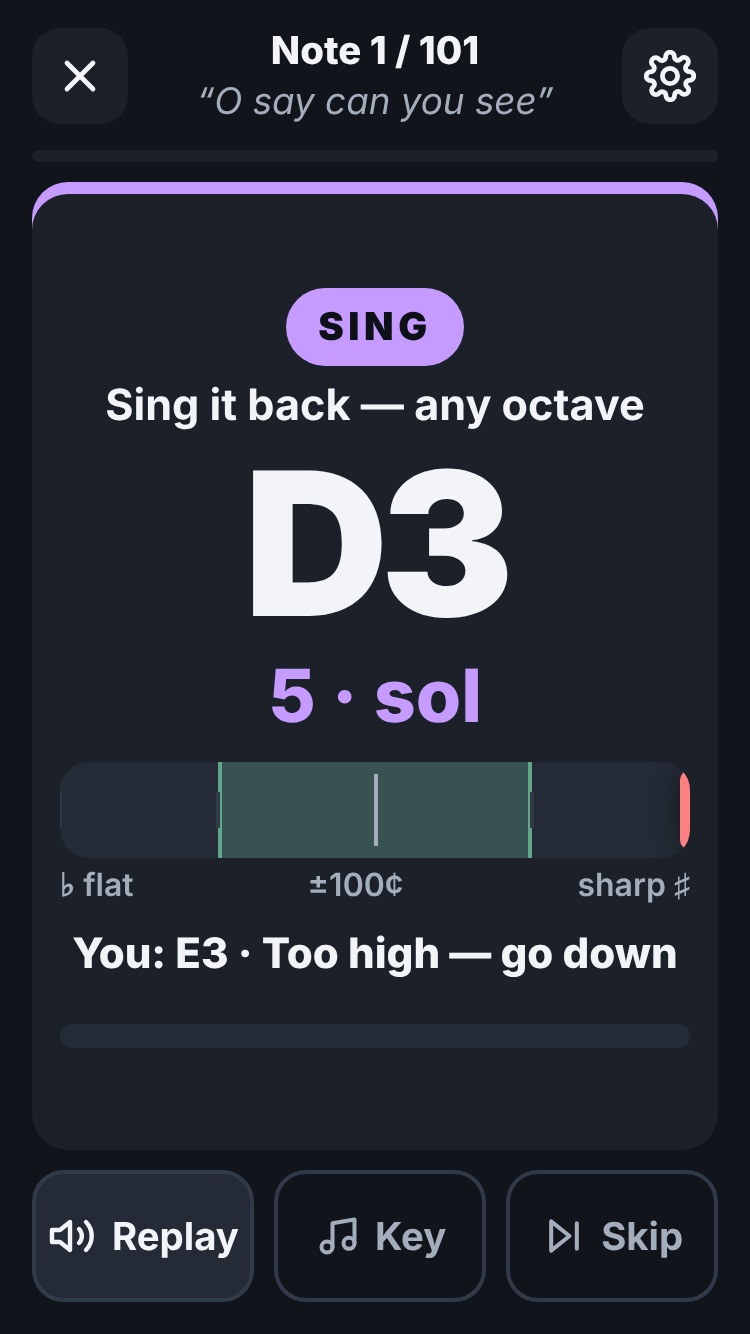 Note 1 / 101
“O say can you see”
SING
Sing it back — any octave
D3
5 · sol
♭ flat ±100¢ sharp ♯
You: E3 · Too high — go down
Replay Key Skip